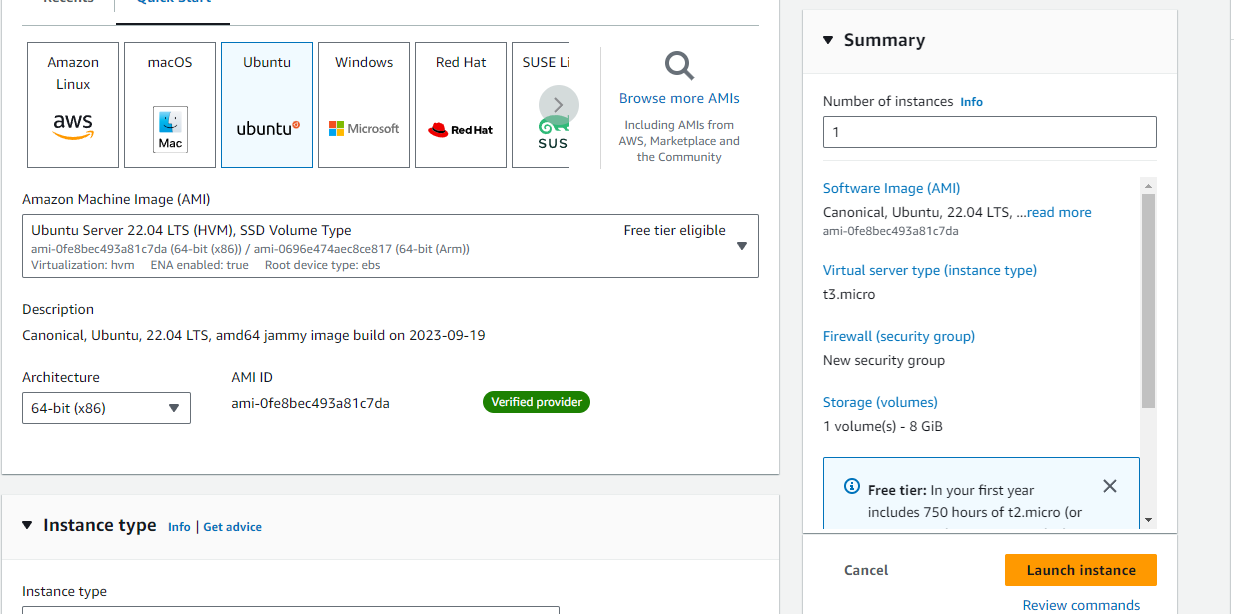 Recents
Quick Start
Amazon
Linux
aws
macOS
Mac
Ubuntu
ubuntu
Windows
Microsoft
Red Hat
Red Hat
SUSE Li
SUS
Browse more AMIs
Including AMIs from
AWS, Marketplace and
the Community
Amazon Machine Image (AMI)
Ubuntu Server 22.04 LTS (HVM), SSD Volume Type
Free tier eligible
ami-0fe8bec493a81c7da (64-bit (x86)) / ami-0696e474aec8ce817 (64-bit (Arm))
Virtualization: hvm ENA enabled: true Root device type: ebs
Description
Canonical, Ubuntu, 22.04 LTS, amd64 jammy image build on 2023-09-19
Architecture
64-bit (x86)
AMI ID
ami-0fe8bec493a81c7da
Verified provider
Instance type Info | Get advice
Instance type
Summary
Number of instances Info
1
Software Image (AMI)
Canonical, Ubuntu, 22.04 LTS, ...read more
ami-0fe8bec493a81c7da
Virtual server type (instance type)
t3.micro
Firewall (security group)
New security group
Storage (volumes)
1 volume(s) - 8 GiB
Free tier: In your first year
includes 750 hours of t2.micro (or
Cancel
Launch instance
Review commands